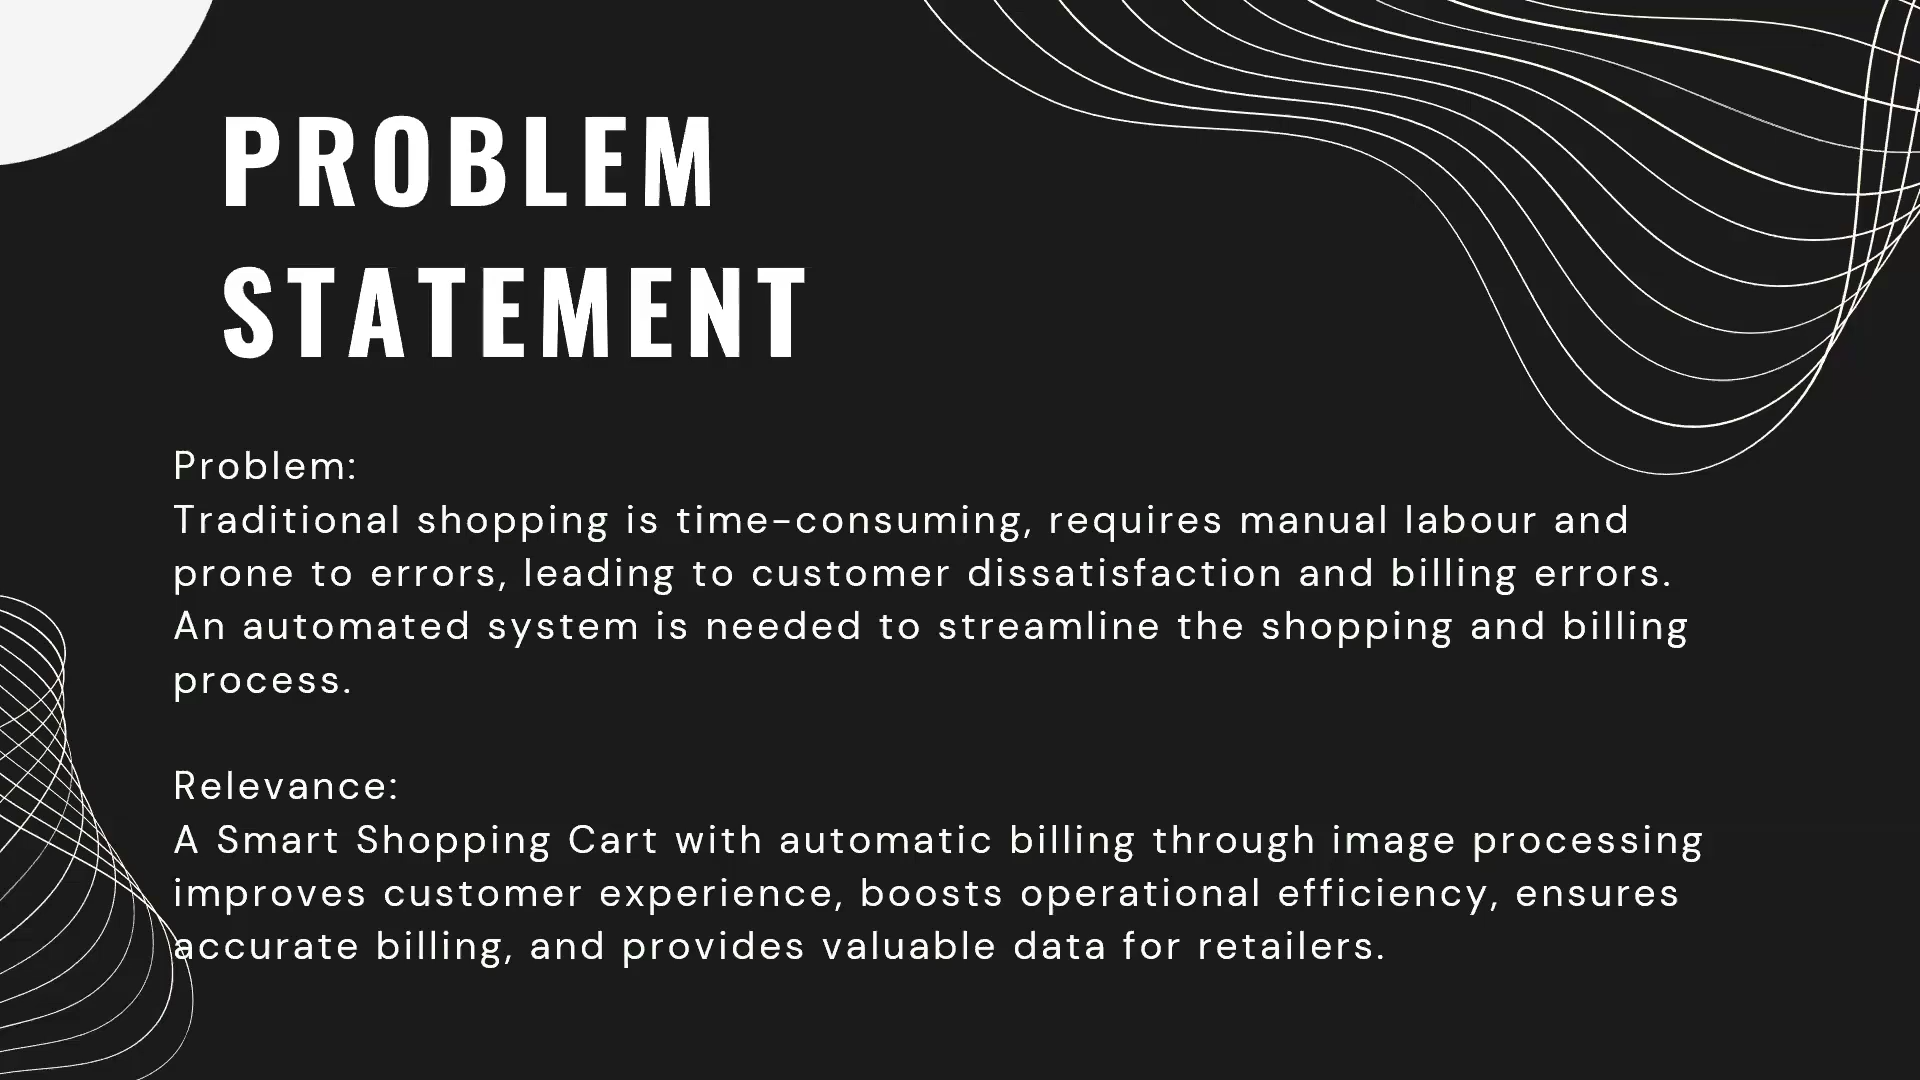 PROBLEM
STATEMENT
Problem:
Traditional shopping is time-consuming, requires manual labour and
prone to errors, leading to customer dissatisfaction and billing errors.
An automated system is needed to streamline the shopping and billing
process.
Relevance:
A Smart Shopping Cart with automatic billing through image processing
improves customer experience, boosts operational efficiency, ensures
accurate billing, and provides valuable data for retailers.